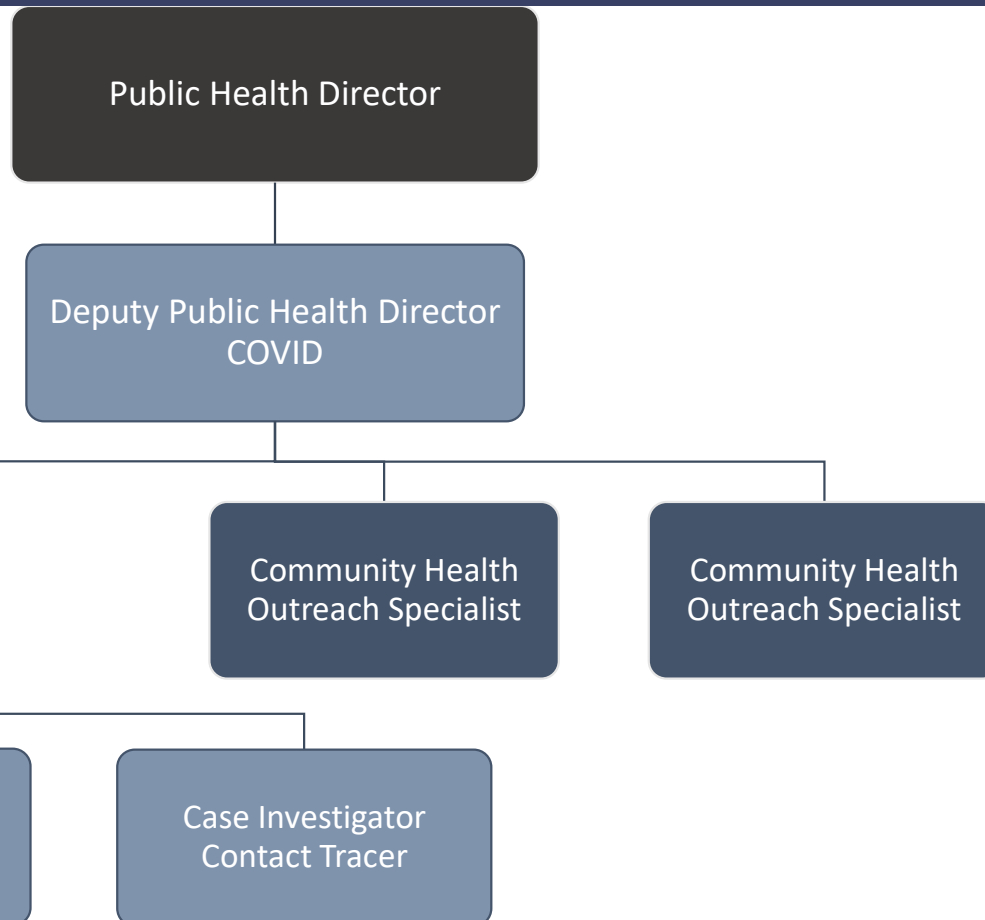 Public Health Director
Deputy Public Health Director
COVID
Community Health
Outreach Specialist
Community Health
Outreach Specialist
Case Investigator
Contact Tracer